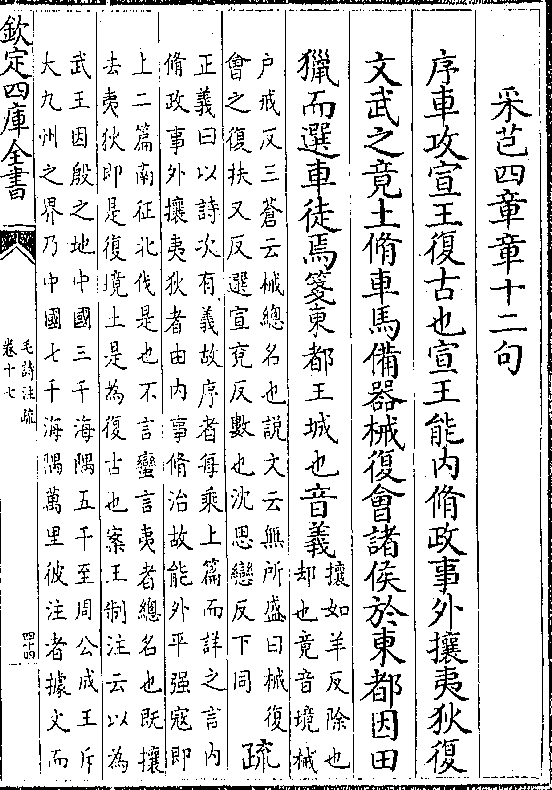 采芑四章章十二句
序車攻宣王復古也宣王能内脩政事外攘夷狄復
文武之竟土脩車馬備器械復會諸侯於東都因田
獵而選車徒焉箋東都王城也音義攘如羊反除也
却也竟音境械
户戒反三蒼云械總名也説文云無所盛曰械復
會之復扶又反選宣兖反數也沈思戀反下同
疏
正義曰以詩次有義故序者每乘上篇而詳之言内
脩政事外攘夷狄者由内事脩治故能外平强寇即
上二篇南征北伐是也不言蠻言夷者總名也既攘
去夷狄即是復境土是為復古也案王制注云以為
武王因殷之地中國三千海隅五千至周公成王斥
大九州之界乃中國七千海隅萬里彼注者據文而
欽定四庫全書
毛詩注疏
卷十七
四十四